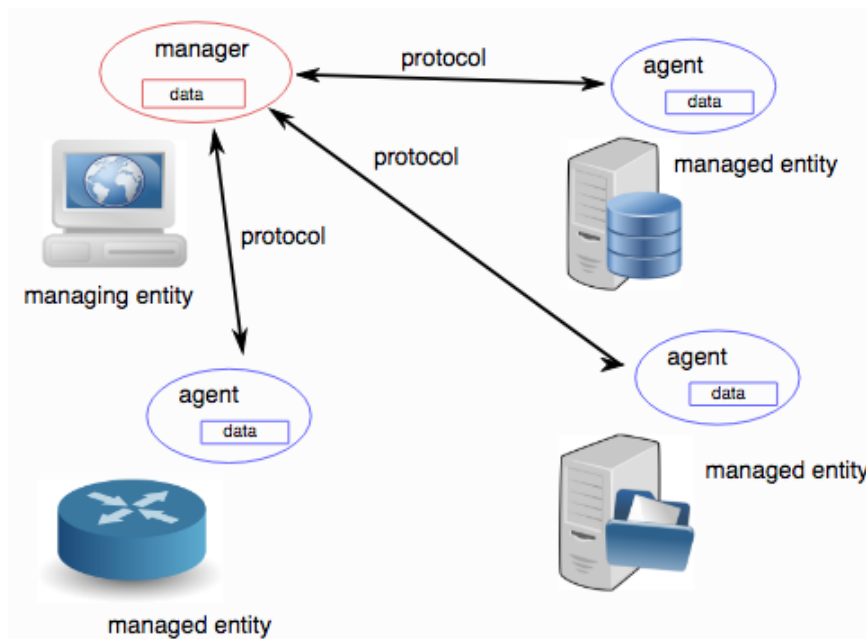 manager
data
protocol
agent
data
managed entity
protocol
protocol
managing entity
agent
data
managed entity
agent
data
managed entity